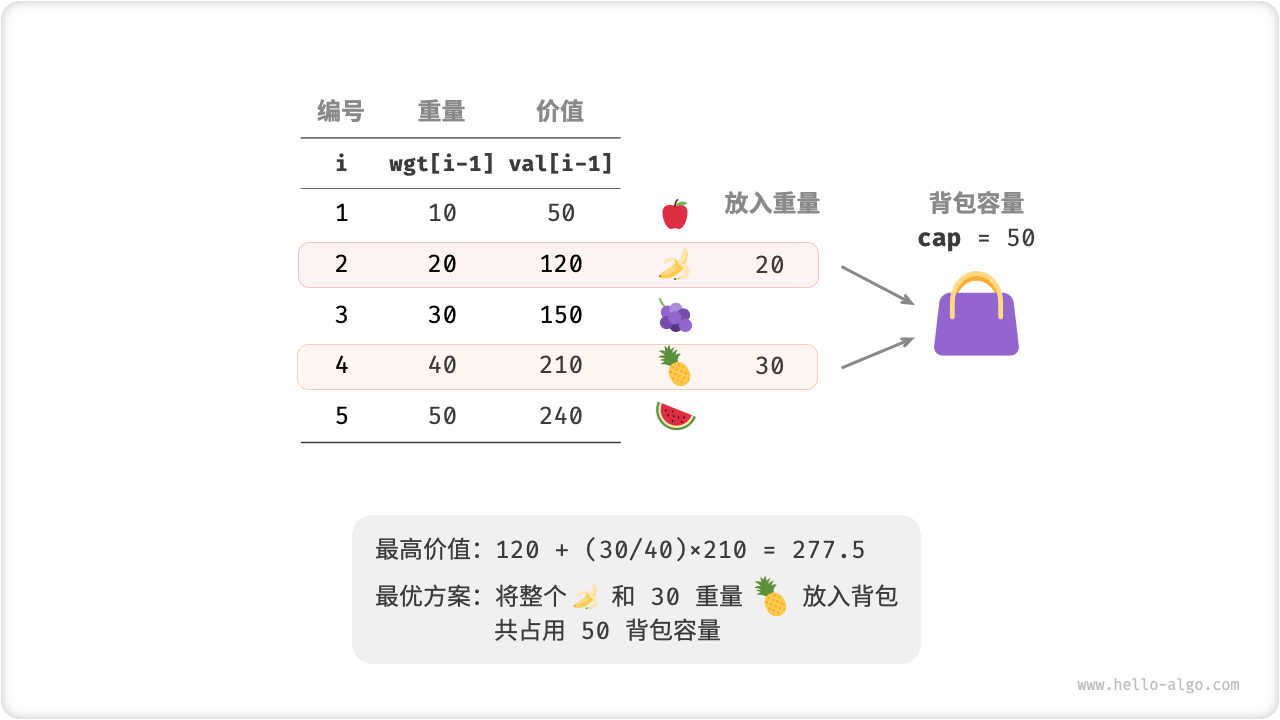 编号 重量 价值
i wgt[i-1] val[i-1]
放入重量
背包容量
cap = 50
1 10 50
2 20 120 20
3 30 150
4 40 210 30
5 50 240
最高价值：120 + (30/40)×210 = 277.5
最优方案：将整个 和 30 重量 放入背包
共占用 50 背包容量
www.hello-algo.com